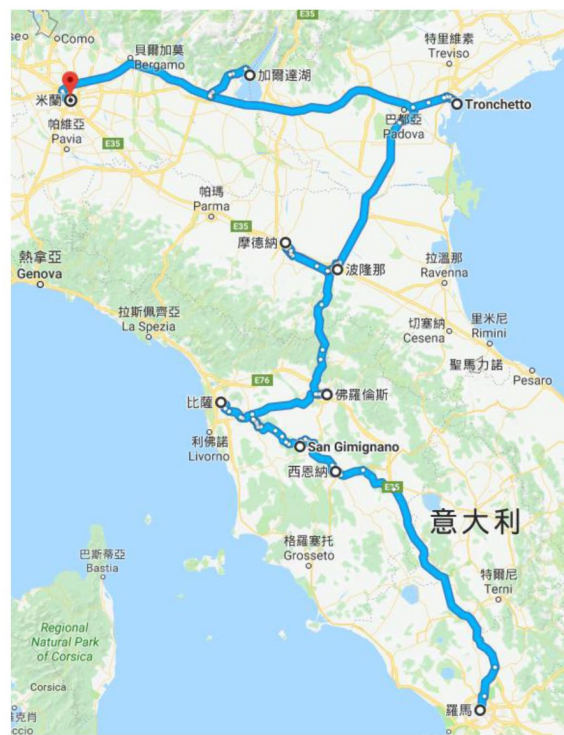 se
Como
貝爾加莫
Bergamo
加爾達湖
特里維索
Treviso
米蘭
帕維亞
Pavia
E35
巴都亞
Padova
Tronchetto
帕瑪
Parma
E35
摩德納
波隆那
熱拿亞
Genova
拉溫那
Ravenna
拉斯佩齊亞
La Spezia
切塞納
Cesena
里米尼
Rimini
聖馬力諾
Pesaro
E76
比薩
佛羅倫斯
利佛諾
Livorno
San Gimignano
西恩納
E35
意大利
格羅塞托
Grosseto
巴斯蒂亞
Bastia
特爾尼
Terni
Regional
Natural Park
of Corsica
Corsica
羅馬
克肖
ccio